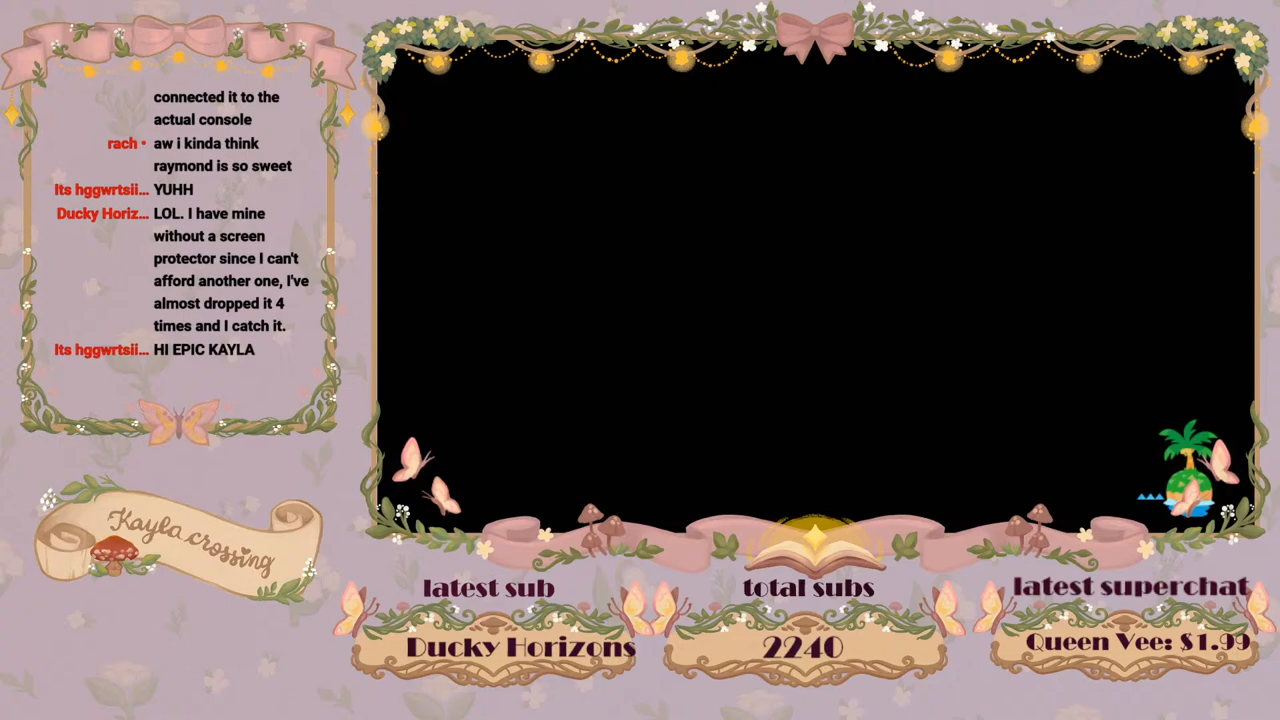 connected it to the
actual console
rach • aw i kinda think
raymond is so sweet
Its hggwrtsii... YUHH
Ducky Horiz... LOL. I have mine
without a screen
protector since I can't
afford another one, I've
almost dropped it 4
times and I catch it.
Its hggwrtsii... HI EPIC KAYLA
Kayla crossing
latest sub
Ducky Horizons
total subs
2240
latest superchat
Queen Vee: $1.99